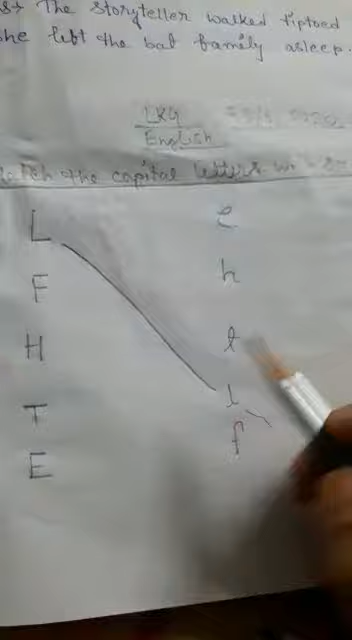 The storyteller walked tiptoed
she left the bat family asleep.
LKG
English
the capital letters
L e
F h
H t
T l
E f